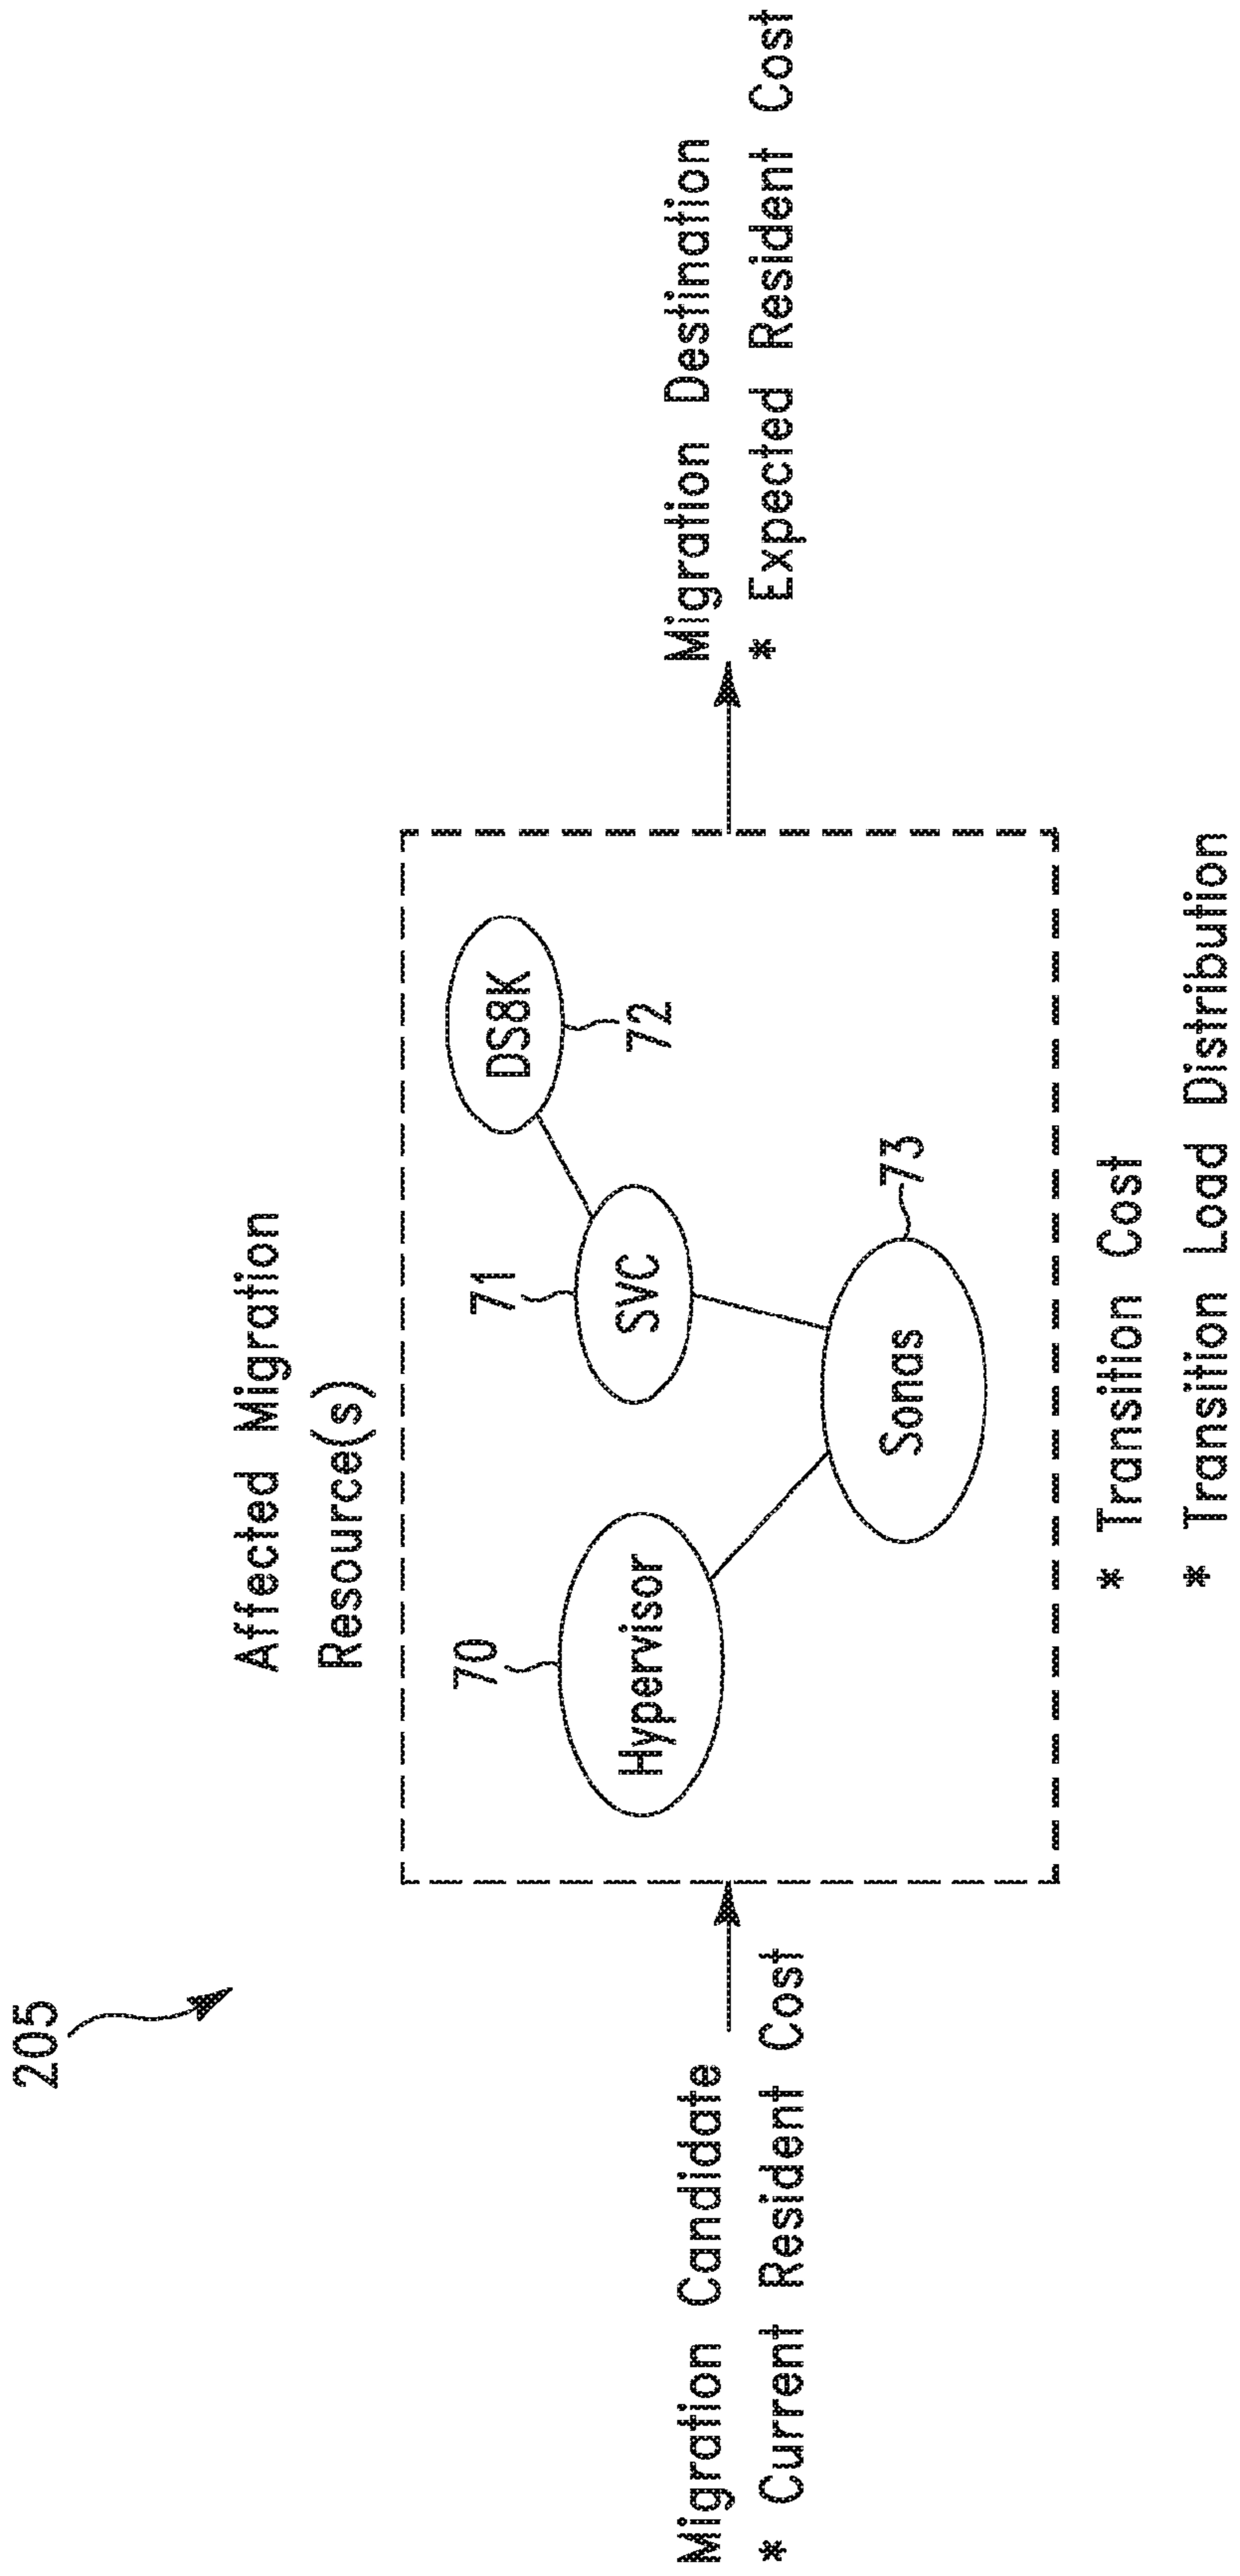 205
Affected Migration
Resource(s)
70
Hypervisor
71
SVC
DS8K
72
Sonas
73
Migration Candidate
* Current Resident Cost
Migration Destination
* Expected Resident Cost
* Transition Cost
* Transition Load Distribution